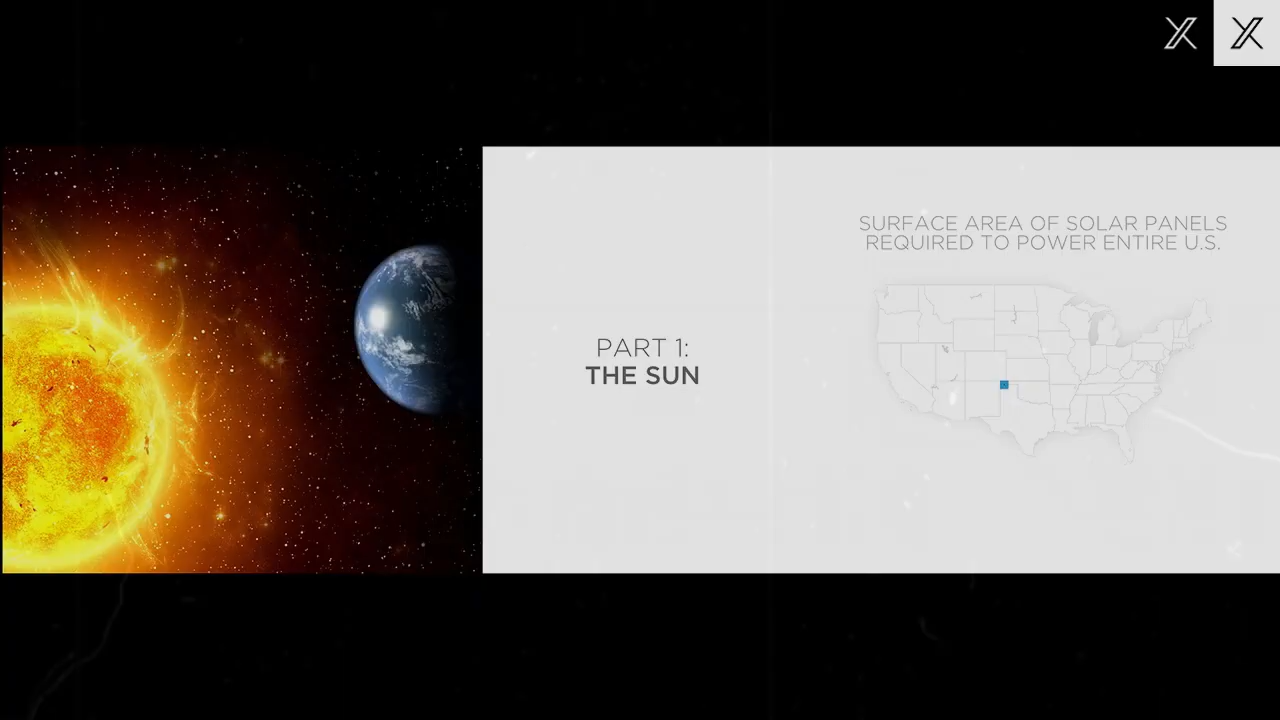 PART 1:
THE SUN
SURFACE AREA OF SOLAR PANELS
REQUIRED TO POWER ENTIRE U.S.